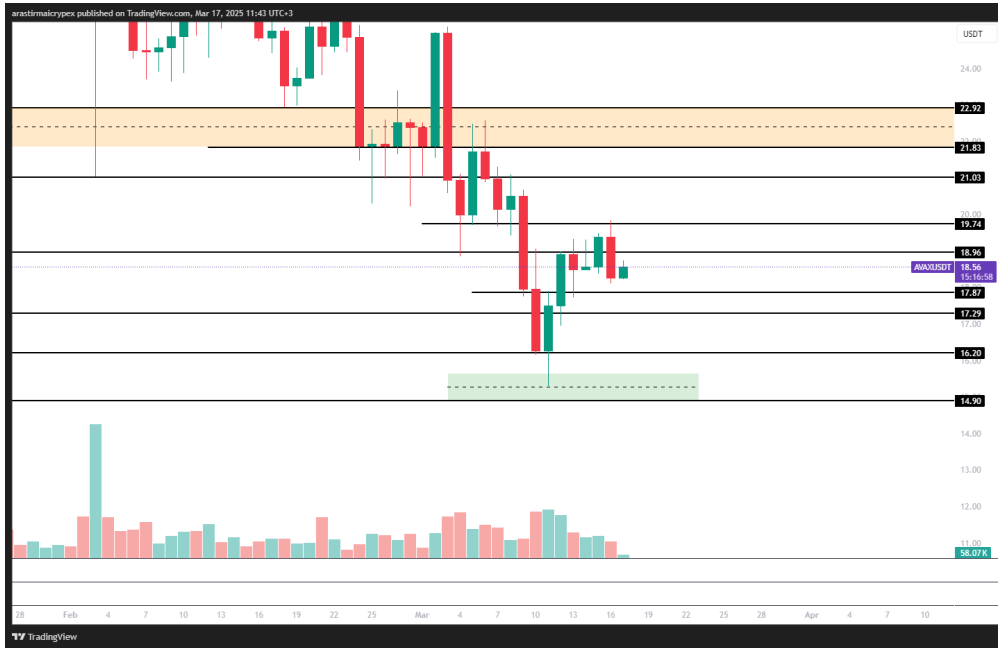 arastirmaicrypex published on TradingView.com, Mar 17, 2025 11:43 UTC+3
USDT
24.00
22.92
21.83
21.03
20.00
19.74
18.96
AVAXUSDT 18.56
15:16:58
17.87
17.29
17.00
16.20
14.90
14.00
13.00
12.00
11.00
58.07K
28 Feb 4 7 10 13 16 19 22 25 Mar 4 7 10 13 16 19 22 25 28 Apr 4 7 10
TradingView